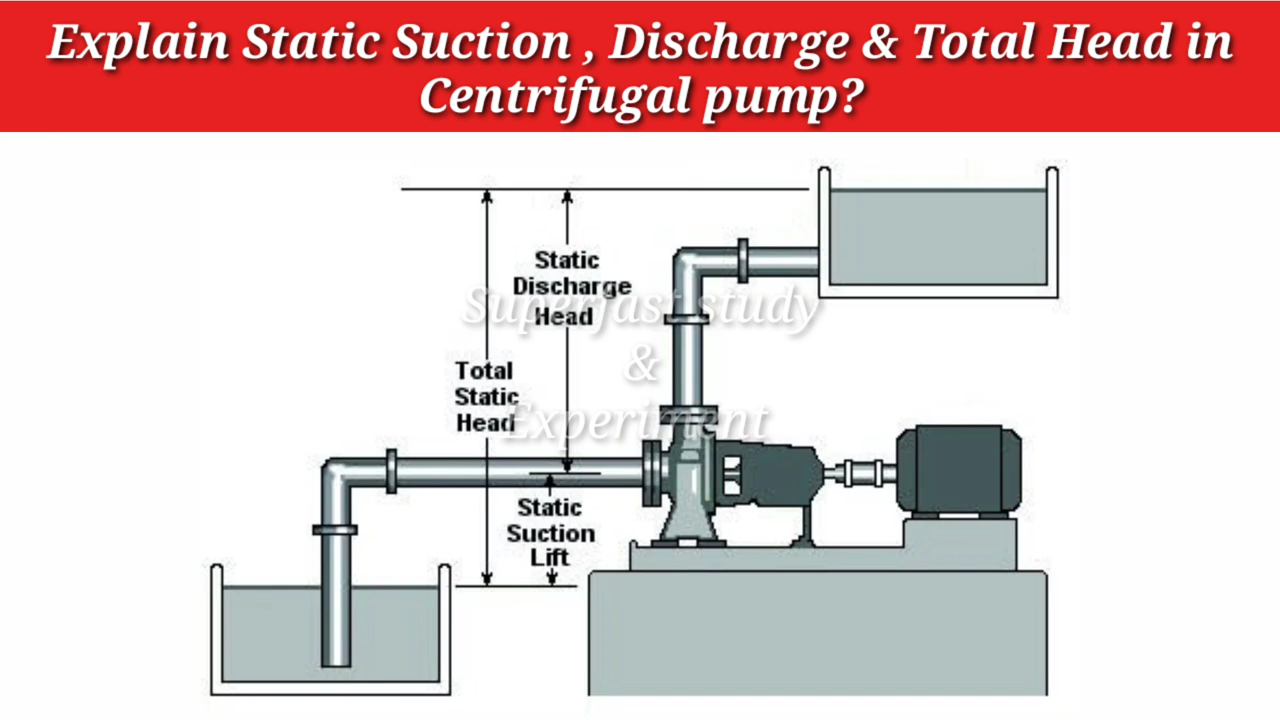 Explain Static Suction , Discharge & Total Head in
Centrifugal pump?
Static
Discharge
Head
Superfast study
&
Experiment
Total
Static
Head
Static
Suction
Lift